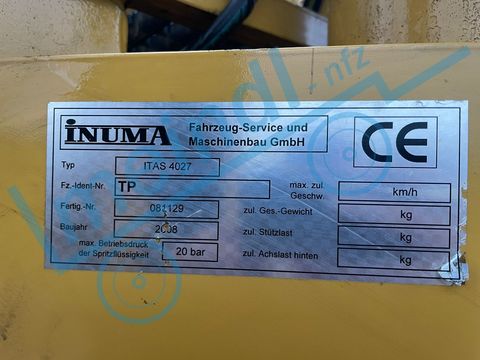 iNUMA
Fahrzeug-Service und
Maschinenbau GmbH
CE
Typ ITAS 4027
Fz.-Ident-Nr. TP
max. zul.
Geschw. km/h
Fertig.-Nr. 081129
zul. Ges.-Gewicht kg
Baujahr 2008
zul. Stützlast kg
max. Betriebsdruck
der Spritzflüssigkeit 20 bar
zul. Achslast hinten kg
nfz